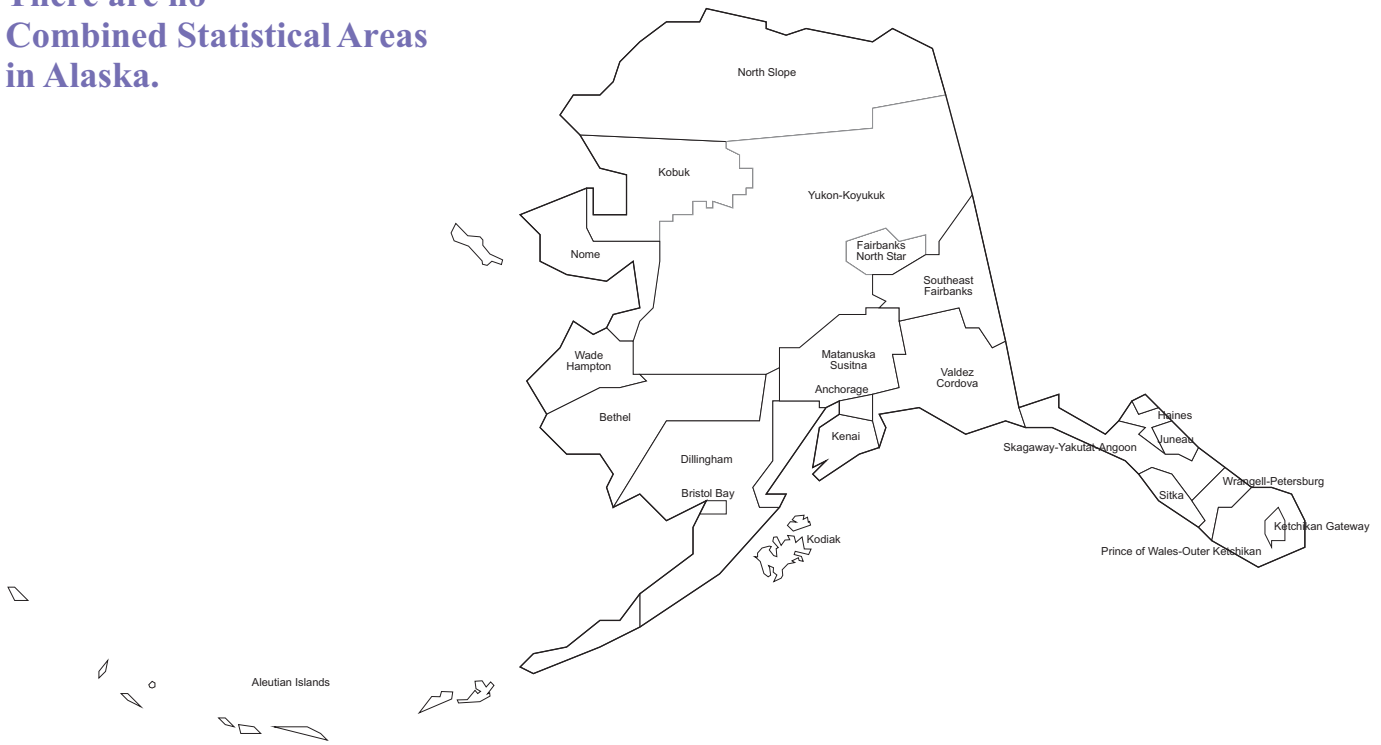 There are no
Combined Statistical Areas
in Alaska.
North Slope
Kobuk
Yukon-Koyukuk
Nome
Fairbanks
North Star
Southeast
Fairbanks
Wade
Hampton
Matanuska
Susitna
Valdez
Cordova
Anchorage
Bethel
Kenai
Haines
Juneau
Skagaway-Yakutat-Angoon
Dillingham
Bristol Bay
Wrangell-Petersburg
Sitka
Ketchikan Gateway
Kodiak
Prince of Wales-Outer Ketchikan
Aleutian Islands